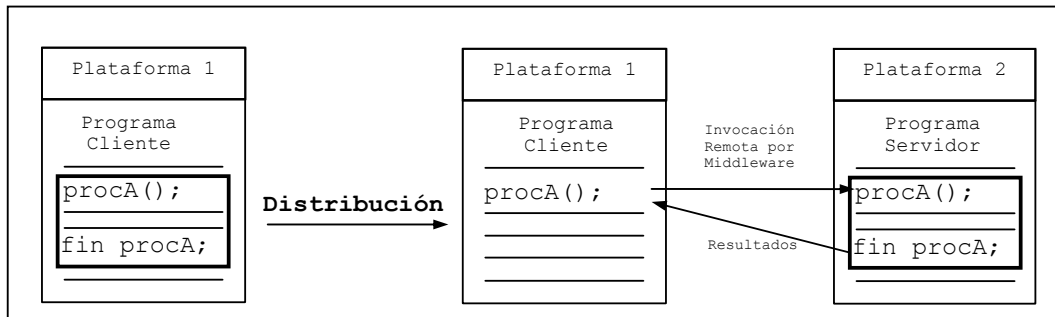 Plataforma 1
Programa
Cliente
procA();
fin procA;
Distribución
Plataforma 1
Programa
Cliente
procA();
Invocación
Remota por
Middleware
Resultados
Plataforma 2
Programa
Servidor
procA();
fin procA;